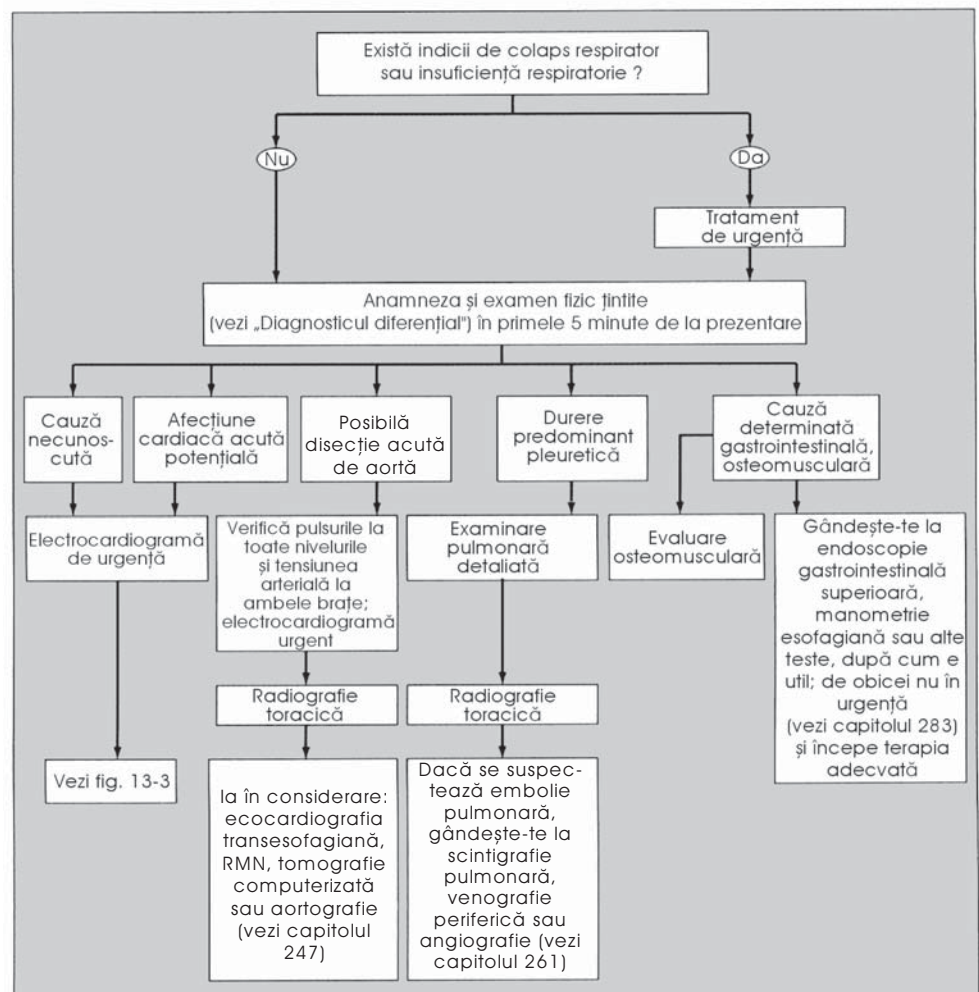 Există indicii de colaps respirator
sau insuficiență respiratorie ?
Nu
Da
Tratament
de urgență
Anamneza și examen fizic țintite
(vezi „Diagnosticul diferențial") în primele 5 minute de la prezentare
Cauză
necunos-
cută
Afecțiune
cardiacă acută
potențială
Posibilă
disecție acută
de aortă
Durere
predominant
pleuretică
Cauză
determinată
gastrointestinală,
osteomusculară
Electrocardiogramă
de urgență
Verifică pulsurile la
toate nivelurile
și tensiunea
arterială la
ambele brațe;
electrocardiogramă
urgent
Examinare
pulmonară
detaliată
Evaluare
osteomusculară
Gândește-te la
endoscopie
gastrointestinală
superioară,
manometrie
esofagiană sau alte
teste, după cum e
util; de obicei nu în
urgență
(vezi capitolul 283)
și începe terapia
adecvată
Radiografie
toracică
Radiografie
toracică
Vezi fig. 13-3
Ia în considerare:
ecocardiografia
transesofagiană,
RMN, tomografie
computerizată
sau aortografie
(vezi capitolul
247)
Dacă se suspec-
tează embolie
pulmonară,
gândește-te la
scintigrafie
pulmonară,
venografie
periferică sau
angiografie (vezi
capitolul 261)